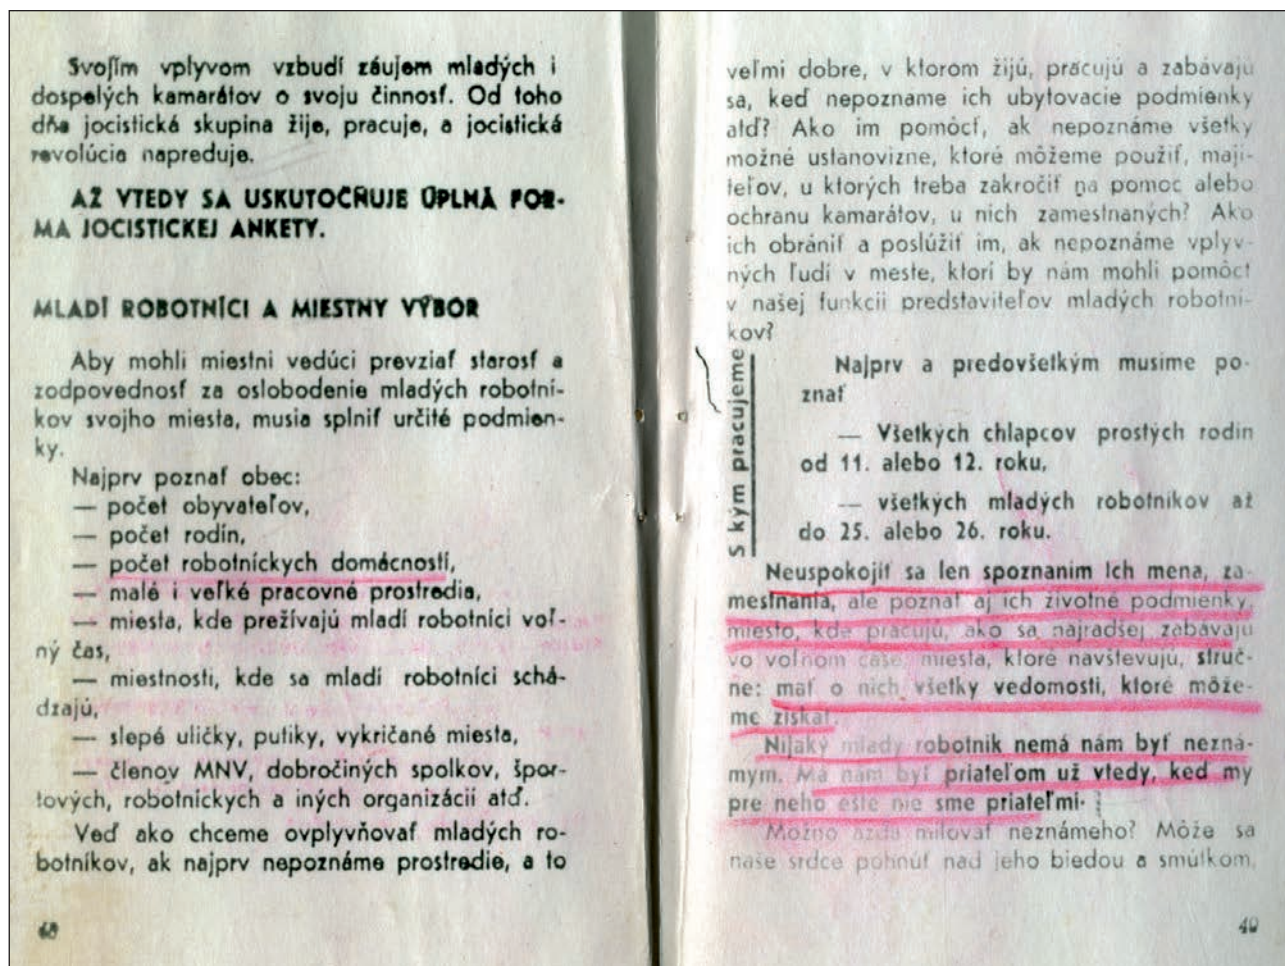 Svojím vplyvom vzbudí záujem mladých i
dospelých kamarátov o svoju činnosť. Od toho
dňa jocistická skupina žije, pracuje, a jocistická
revolúcia napreduje.
AŽ VTEDY SA USKUTOČŇUJE ÚPLNÁ FOR-
MA JOCISTICKEJ ANKETY.
MLADÍ ROBOTNÍCI A MIESTNY VÝBOR
Aby mohli miestni vedúci prevziať starosť a
zodpovednosť za oslobodenie mladých robotní-
kov svojho miesta, musia splniť určité podmien-
ky.
Najprv poznať obec:
— počet obyvateľov,
— počet rodín,
— počet robotníckych domácností,
— malé i veľké pracovné prostredia,
— miesta, kde prežívajú mladí robotníci voľ-
ný čas,
— miestnosti, kde sa mladí robotníci schá-
dzajú,
— slepé uličky, putiky, vykričané miesta,
— členov MNV, dobročiných spolkov, špor-
tových, robotníckych a iných organizácii atď.
Veď ako chceme ovplyvňovať mladých ro-
botníkov, ak najprv nepoznáme prostredie, a to
48
veľmi dobre, v ktorom žijú, pracujú a zabávajú
sa, keď nepozname ich ubytovacie podmienky
atď? Ako im pomôcť, ak nepoznáme všetky
možné ustanovizne, ktoré môžeme použiť, maji-
teľov, u ktorých treba zakročiť na pomoc alebo
ochranu kamarátov, u nich zamestnaných? Ako
ich obrániť a poslúžiť im, ak nepoznáme vplyv-
ných ľudí v meste, ktorí by nám mohli pomôcť
v našej funkcii predstaviteľov mladých robotní-
kov?
S kým pracujeme
Najprv a predovšetkým musíme po-
znať
— Všetkých chlapcov prostých rodín
od 11. alebo 12. roku,
— všetkých mladých robotníkov až
do 25. alebo 26. roku.
Neuspokojiť sa len spoznaním ich mena, za-
mestnania, ale poznať aj ich životné podmienky,
miesto, kde pracujú, ako sa najradšej zabávajú
vo voľnom čase, miesta, ktoré navštevujú, struč-
ne: mať o nich všetky vedomosti, ktoré môže-
me získať.
Nijaký mladý robotník nemá nám byť nezná-
mym. Má nám byť priateľom už vtedy, keď my
pre neho ešte nie sme priateľmi.
Možno azda milovať neznámeho? Môže sa
naše srdce pohnúť nad jeho biedou a smútkom,
49